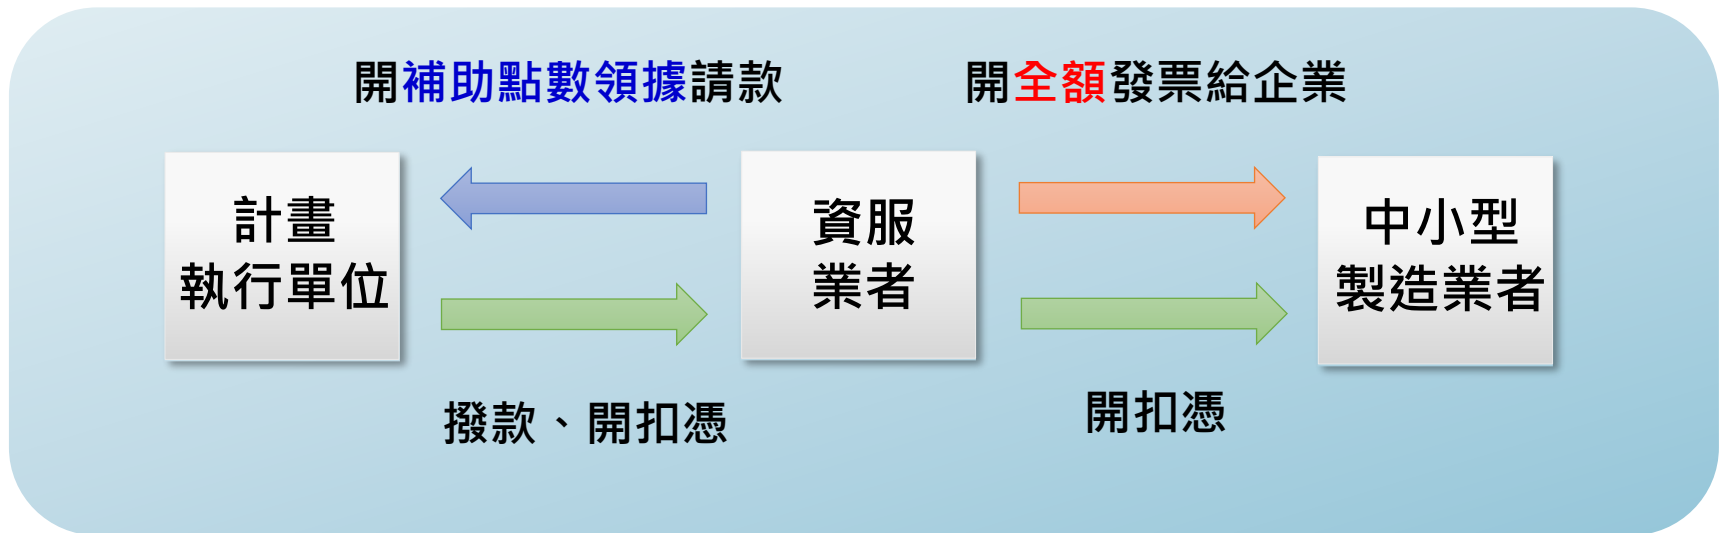 開補助點數領據請款
開全額發票給企業
計畫
執行單位
資服
業者
中小型
製造業者
撥款、開扣憑
開扣憑